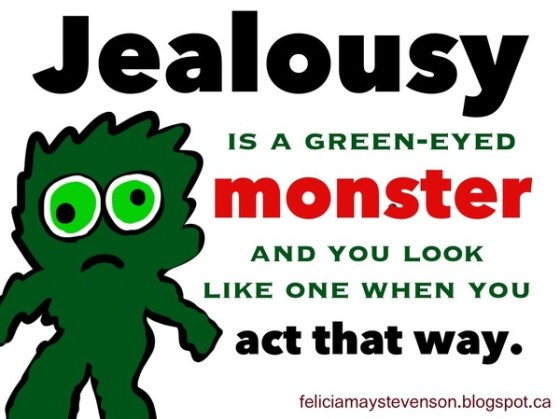 Jealousy
IS A GREEN-EYED
monster
AND YOU LOOK
LIKE ONE WHEN YOU
act that way.
feliciamaystevenson.blogspot.ca